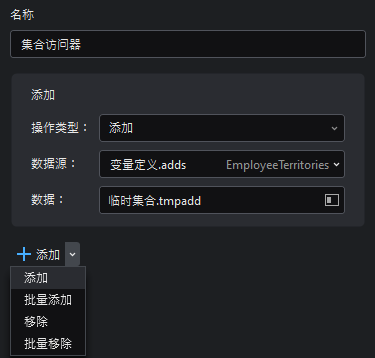 名称
集合访问器
添加
操作类型： 添加
数据源： 变量定义.adds EmployeeTerritories
数据： 临时集合.tmpadd
添加
添加
批量添加
移除
批量移除